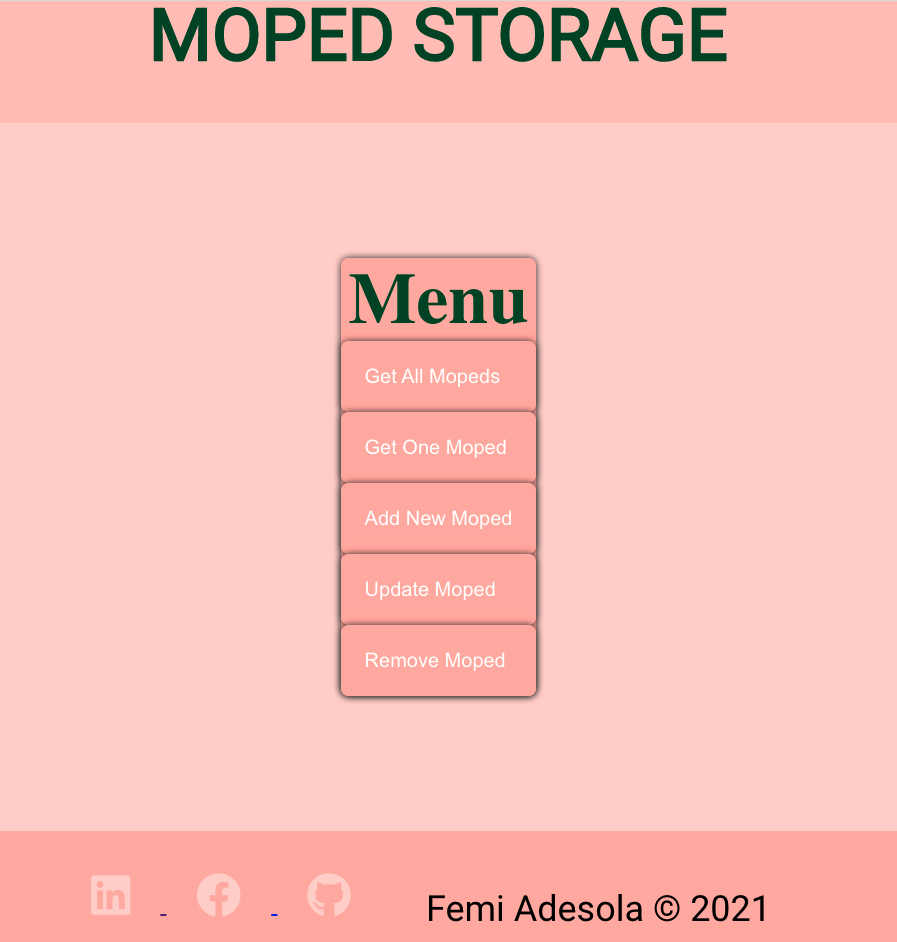 MOPED STORAGE
Menu
Get All Mopeds
Get One Moped
Add New Moped
Update Moped
Remove Moped
in
Femi Adesola © 2021